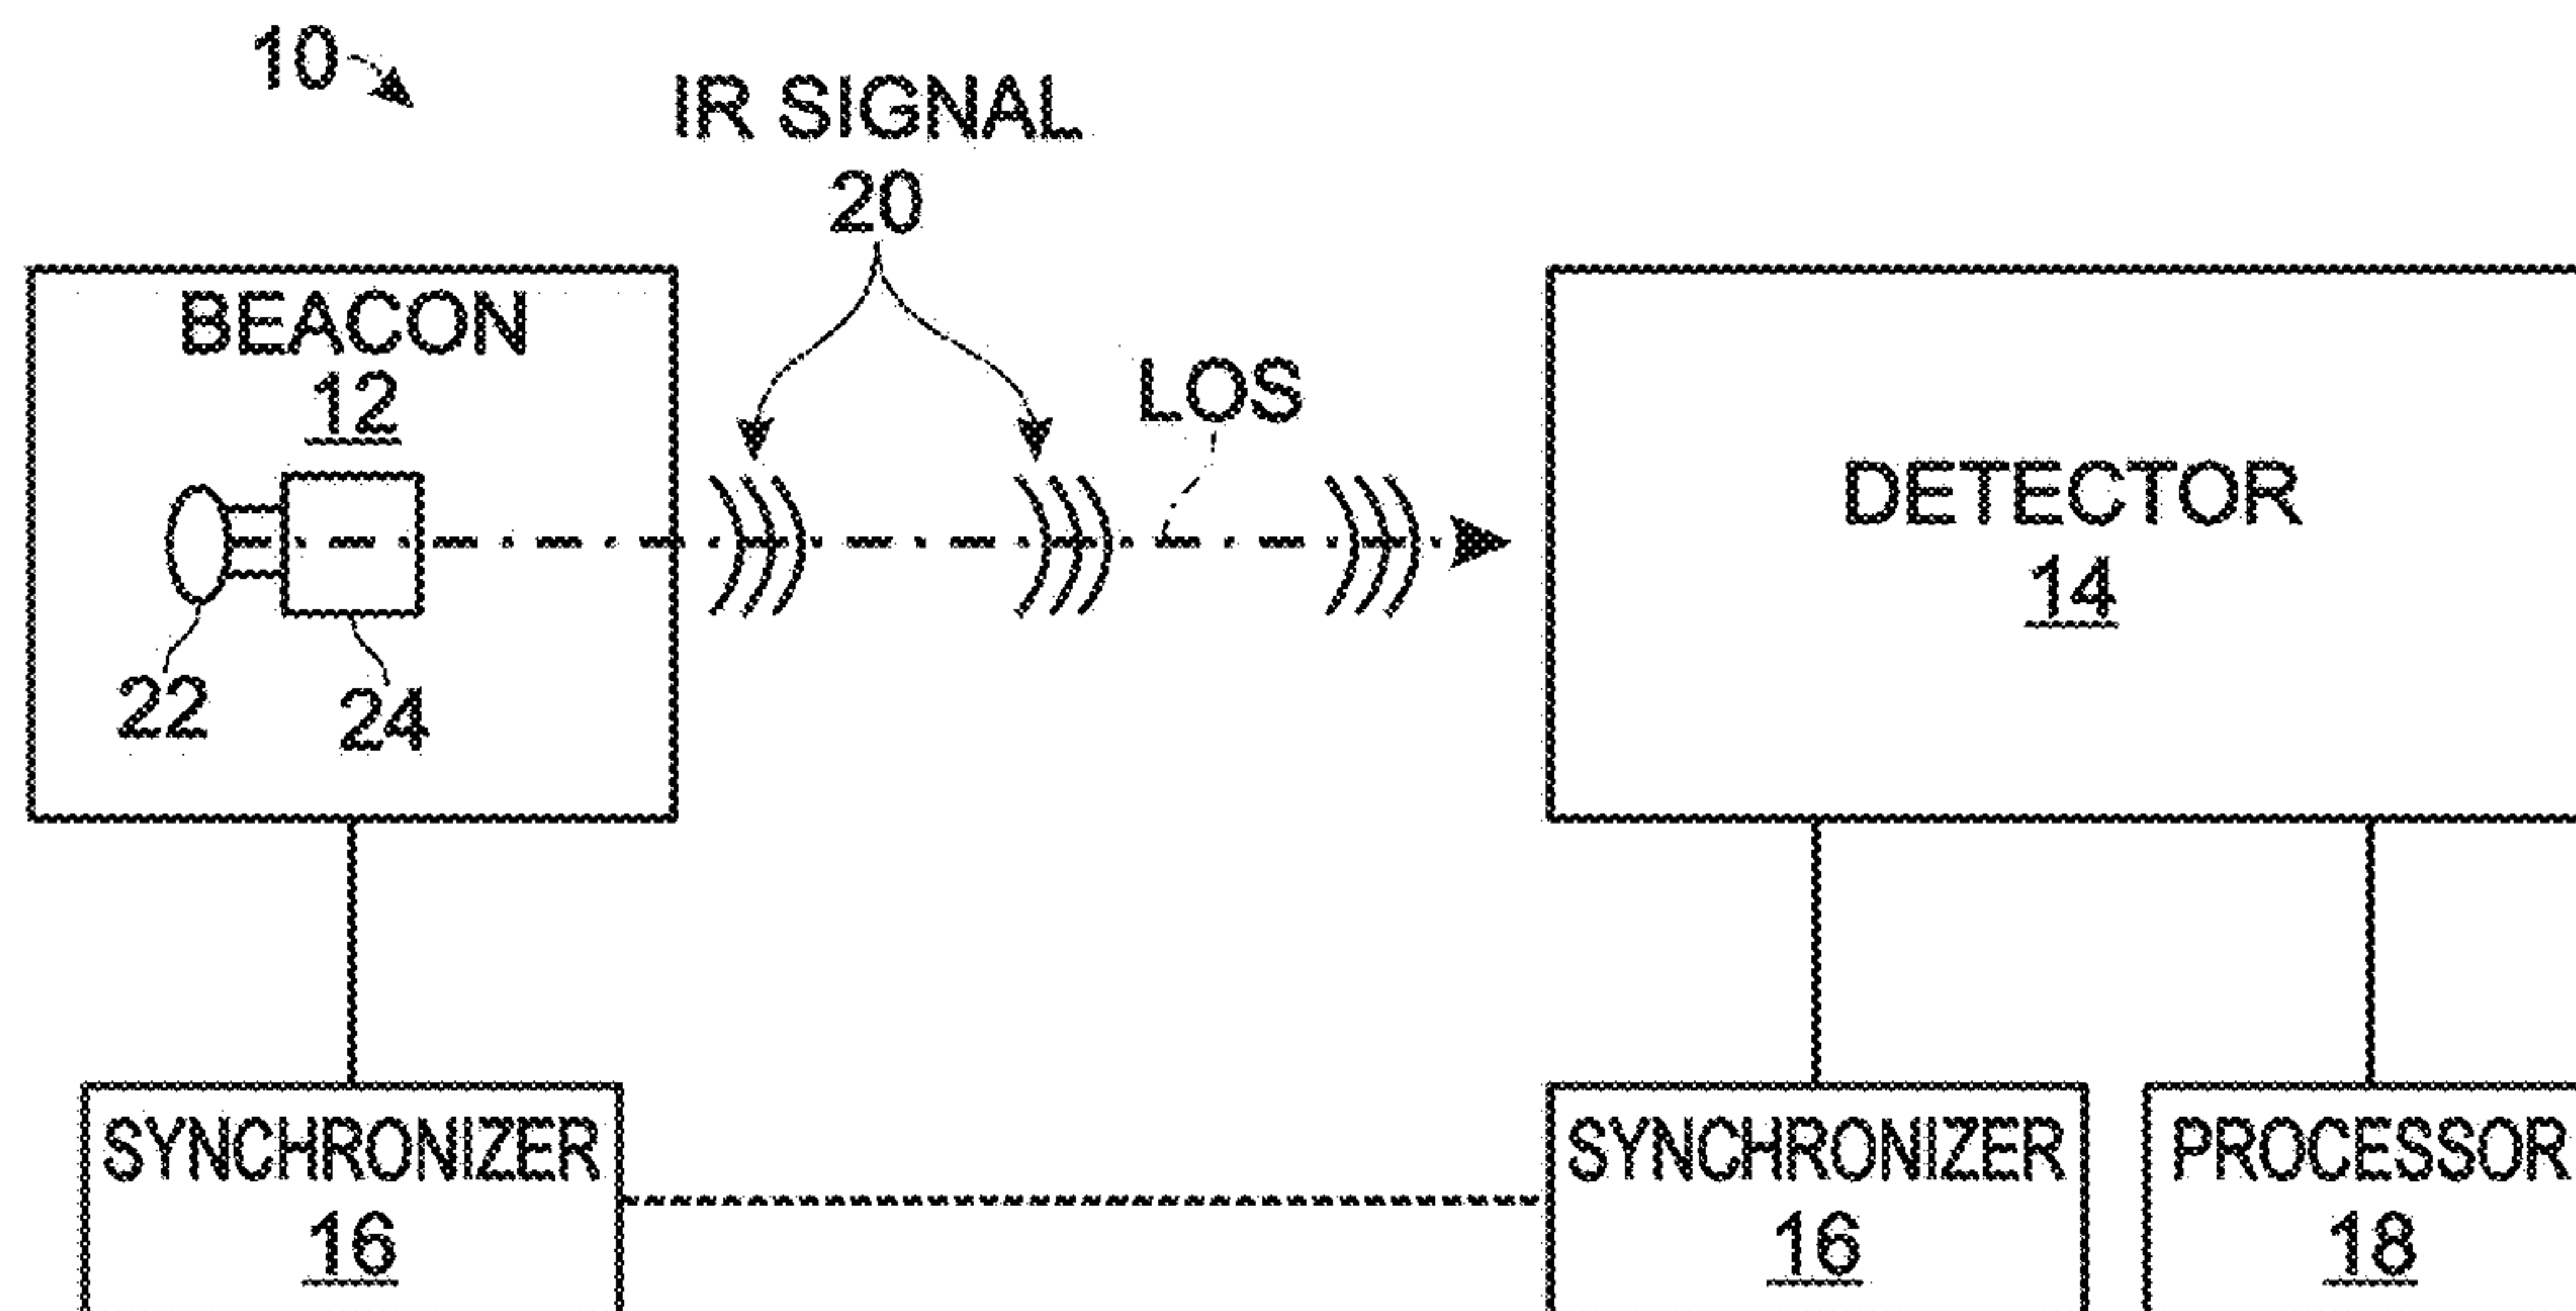 10
IR SIGNAL
20
BEACON
12
LOS
DETECTOR
14
22
24
SYNCHRONIZER
16
SYNCHRONIZER
16
PROCESSOR
18